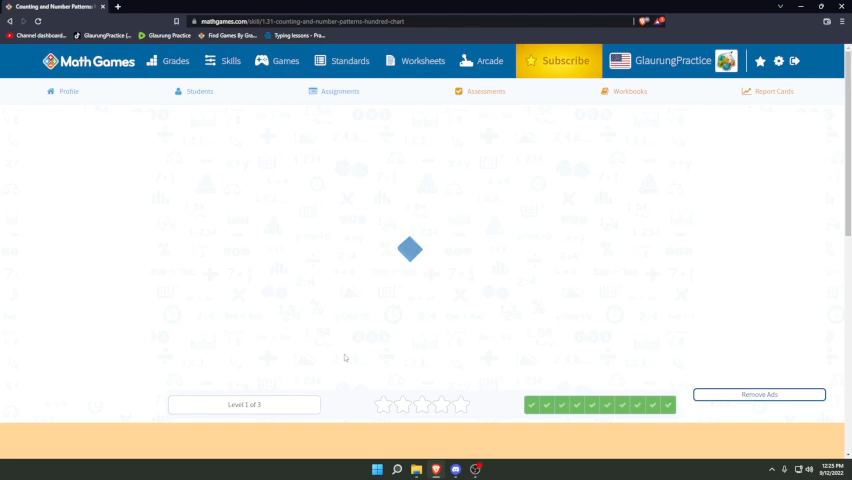 Counting and Number Patterns
mathgames.com/skill/1.31-counting-and-number-patterns-hundred-chart
Channel dashboard...
GlaurungPractice (...
Glaurung Practice
Find Games By Gra...
Typing lessons - Pra...
Math Games
Grades
Skills
Games
Standards
Worksheets
Arcade
Subscribe
GlaurungPractice
Profile
Students
Assignments
Assessments
Workbooks
Report Cards
Level 1 of 3
Remove Ads
12:25 PM
9/12/2022